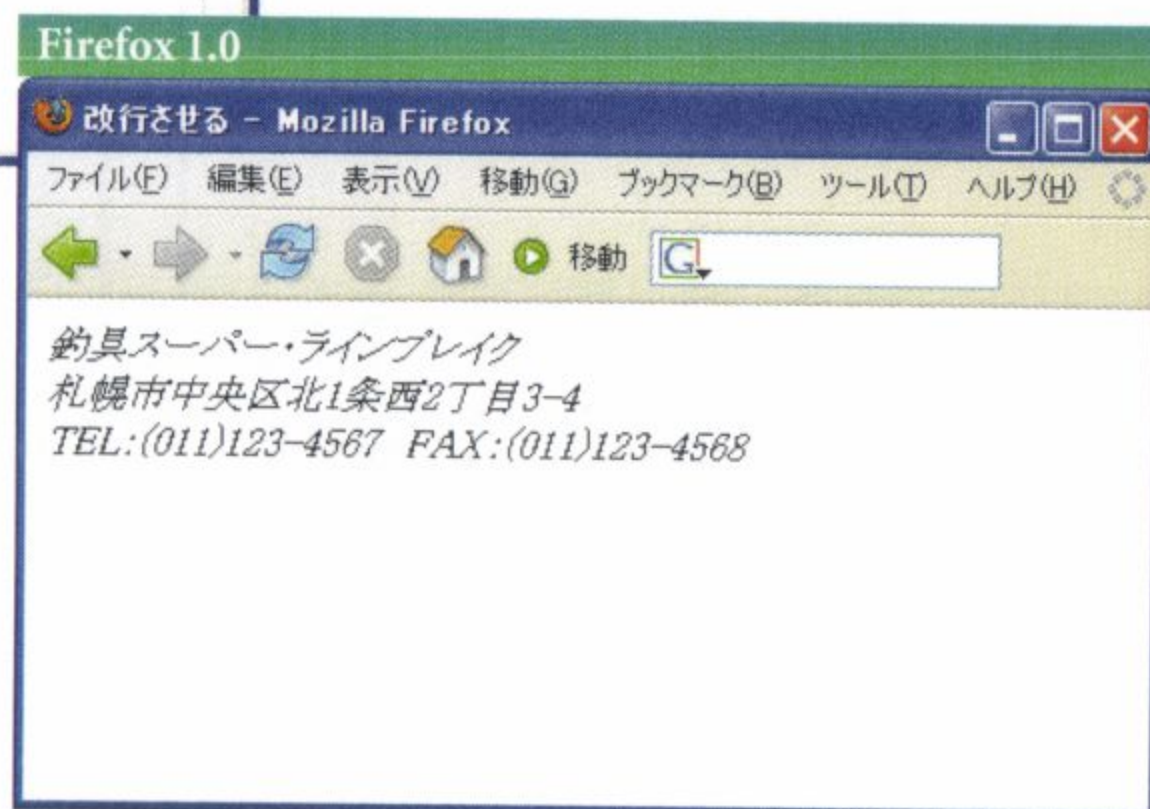 Firefox 1.0
改行させる - Mozilla Firefox
ファイル(F) 編集(E) 表示(V) 移動(G) ブックマーク(B) ツール(T) ヘルプ(H)
移動 G
釣具スーパー・ラインブレイク
札幌市中央区北1条西2丁目3-4
TEL:(011)123-4567 FAX:(011)123-4568